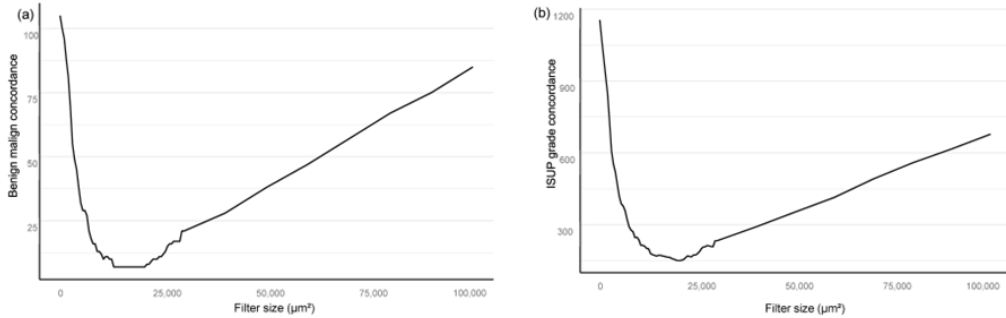 (a)
Benign malign concordance
100
75
50
25
0 25,000 50,000 75,000 100,000
Filter size (µm²)
(b)
ISUP grade concordance
1200
900
600
300
0 25,000 50,000 75,000 100,000
Filter size (µm²)